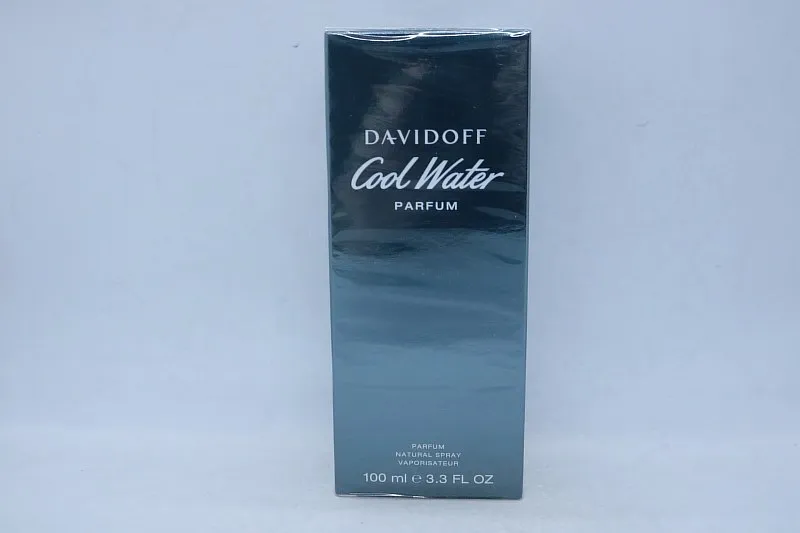 DAVIDOFF
Cool Water
PARFUM
PARFUM
NATURAL SPRAY
VAPORISATEUR
100 ml ℮ 3.3 FL OZ